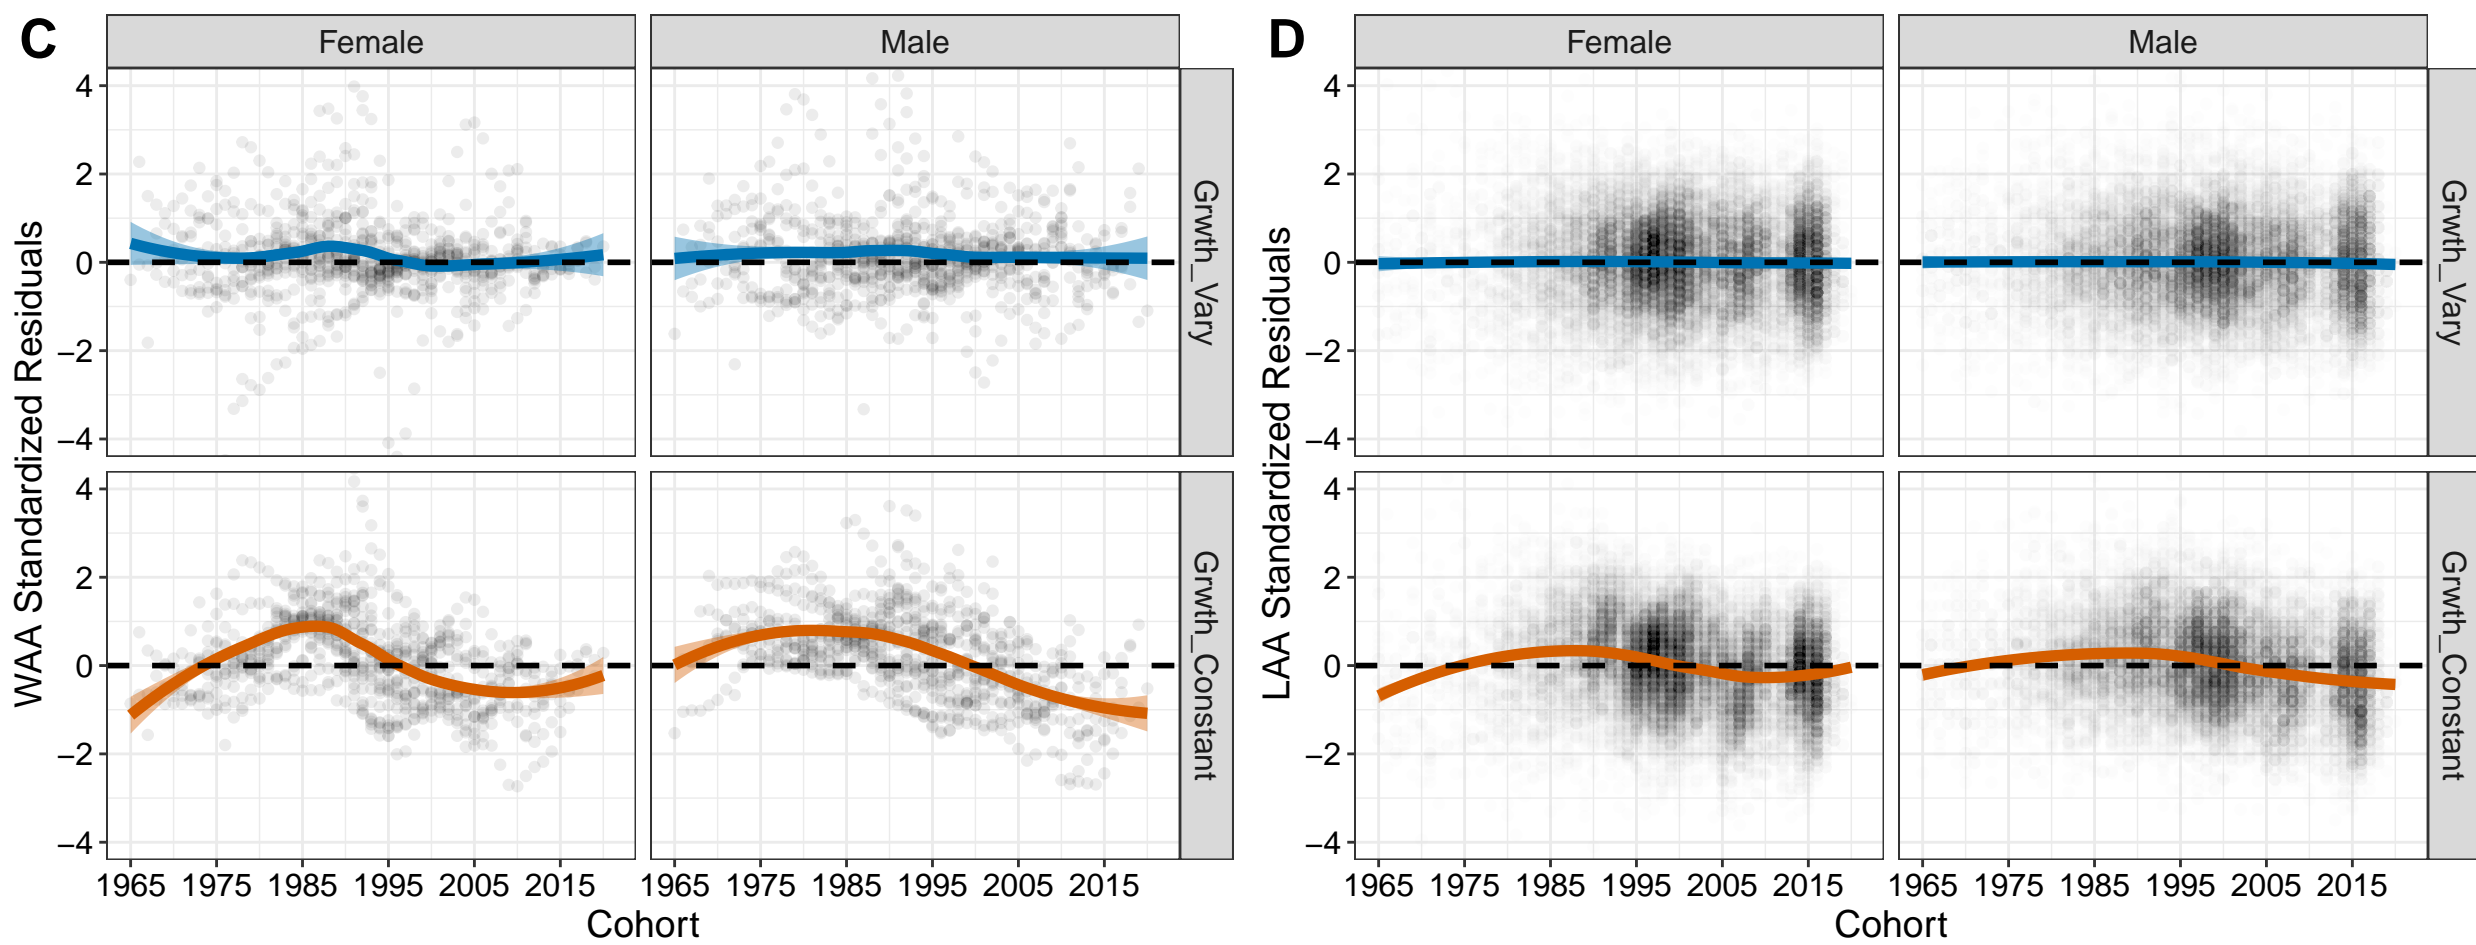 C
Female
Male
WAA Standardized Residuals
4
2
0
−2
−4
Grwth_Vary
4
2
0
−2
−4
Grwth_Constant
1965 1975 1985 1995 2005 2015
1965 1975 1985 1995 2005 2015
Cohort
D
Female
Male
LAA Standardized Residuals
4
2
0
−2
−4
Grwth_Vary
4
2
0
−2
−4
Grwth_Constant
1965 1975 1985 1995 2005 2015
1965 1975 1985 1995 2005 2015
Cohort